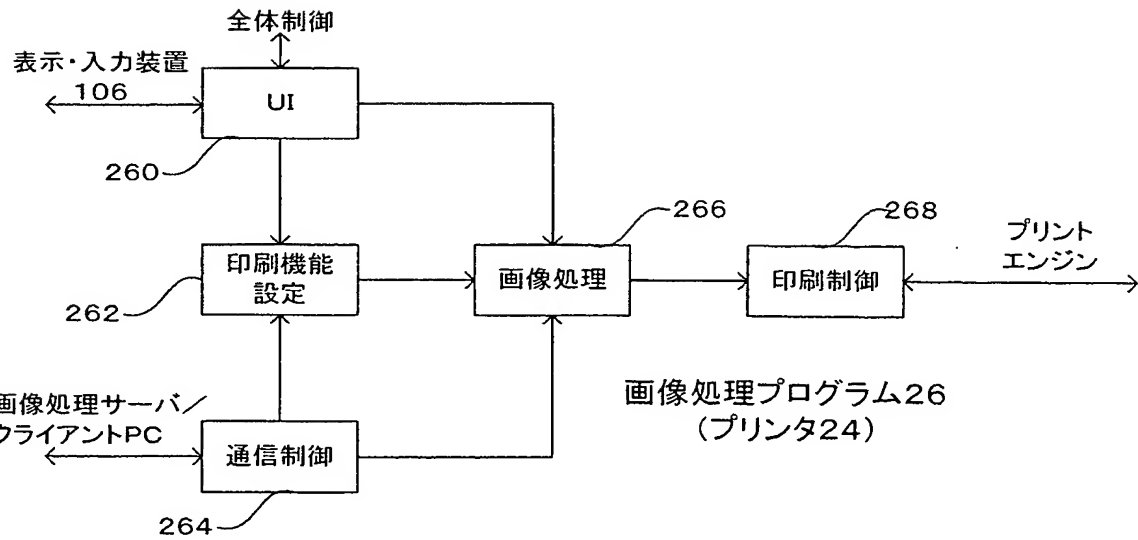 全体制御
表示・入力装置
106
UI
260
266
268
プリント
エンジン
印刷機能
設定
画像処理
印刷制御
262
画像処理サーバ/
クライアントPC
通信制御
264
画像処理プログラム26
(プリンタ24)